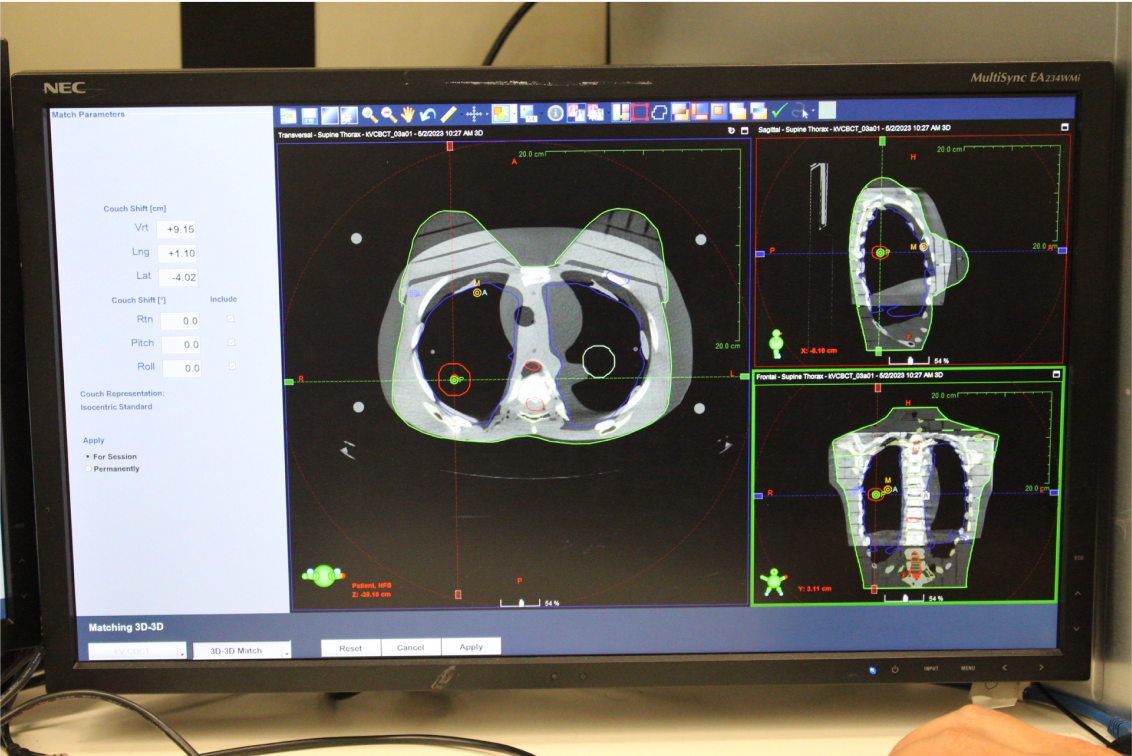 NEC
MultiSync EA234WMi
Match Parameters
Transversal - Supine Thorax - kVCBCT_03a01 - 5/2/2023 10:27 AM 3D
Sagittal - Supine Thorax - kVCBCT_03a01 - 5/2/2023 10:27 AM 3D
20.0 cm
A
20.0 cm
H
Couch Shift [cm]
Vrt +9.15
Lng +1.10
Lat -4.02
Couch Shift [°] Include
Rtn 0.0
Pitch 0.0
Roll 0.0
M
A
P
M
20.0
20.0 cm
X: -8.10 cm
54 %
R
L
Frontal - Supine Thorax - kVCBCT_03a01 - 5/2/2023 10:27 AM 3D
20.0 cm
H
Couch Representation:
Isocentric Standard
Apply
For Session
Permanently
M
A
R
20.0 cm
Patient, HFS
P
54 %
Y: 5.11 cm
54 %
Matching 3D-3D
3D-3D Match
Reset
Cancel
Apply
INPUT
MENU